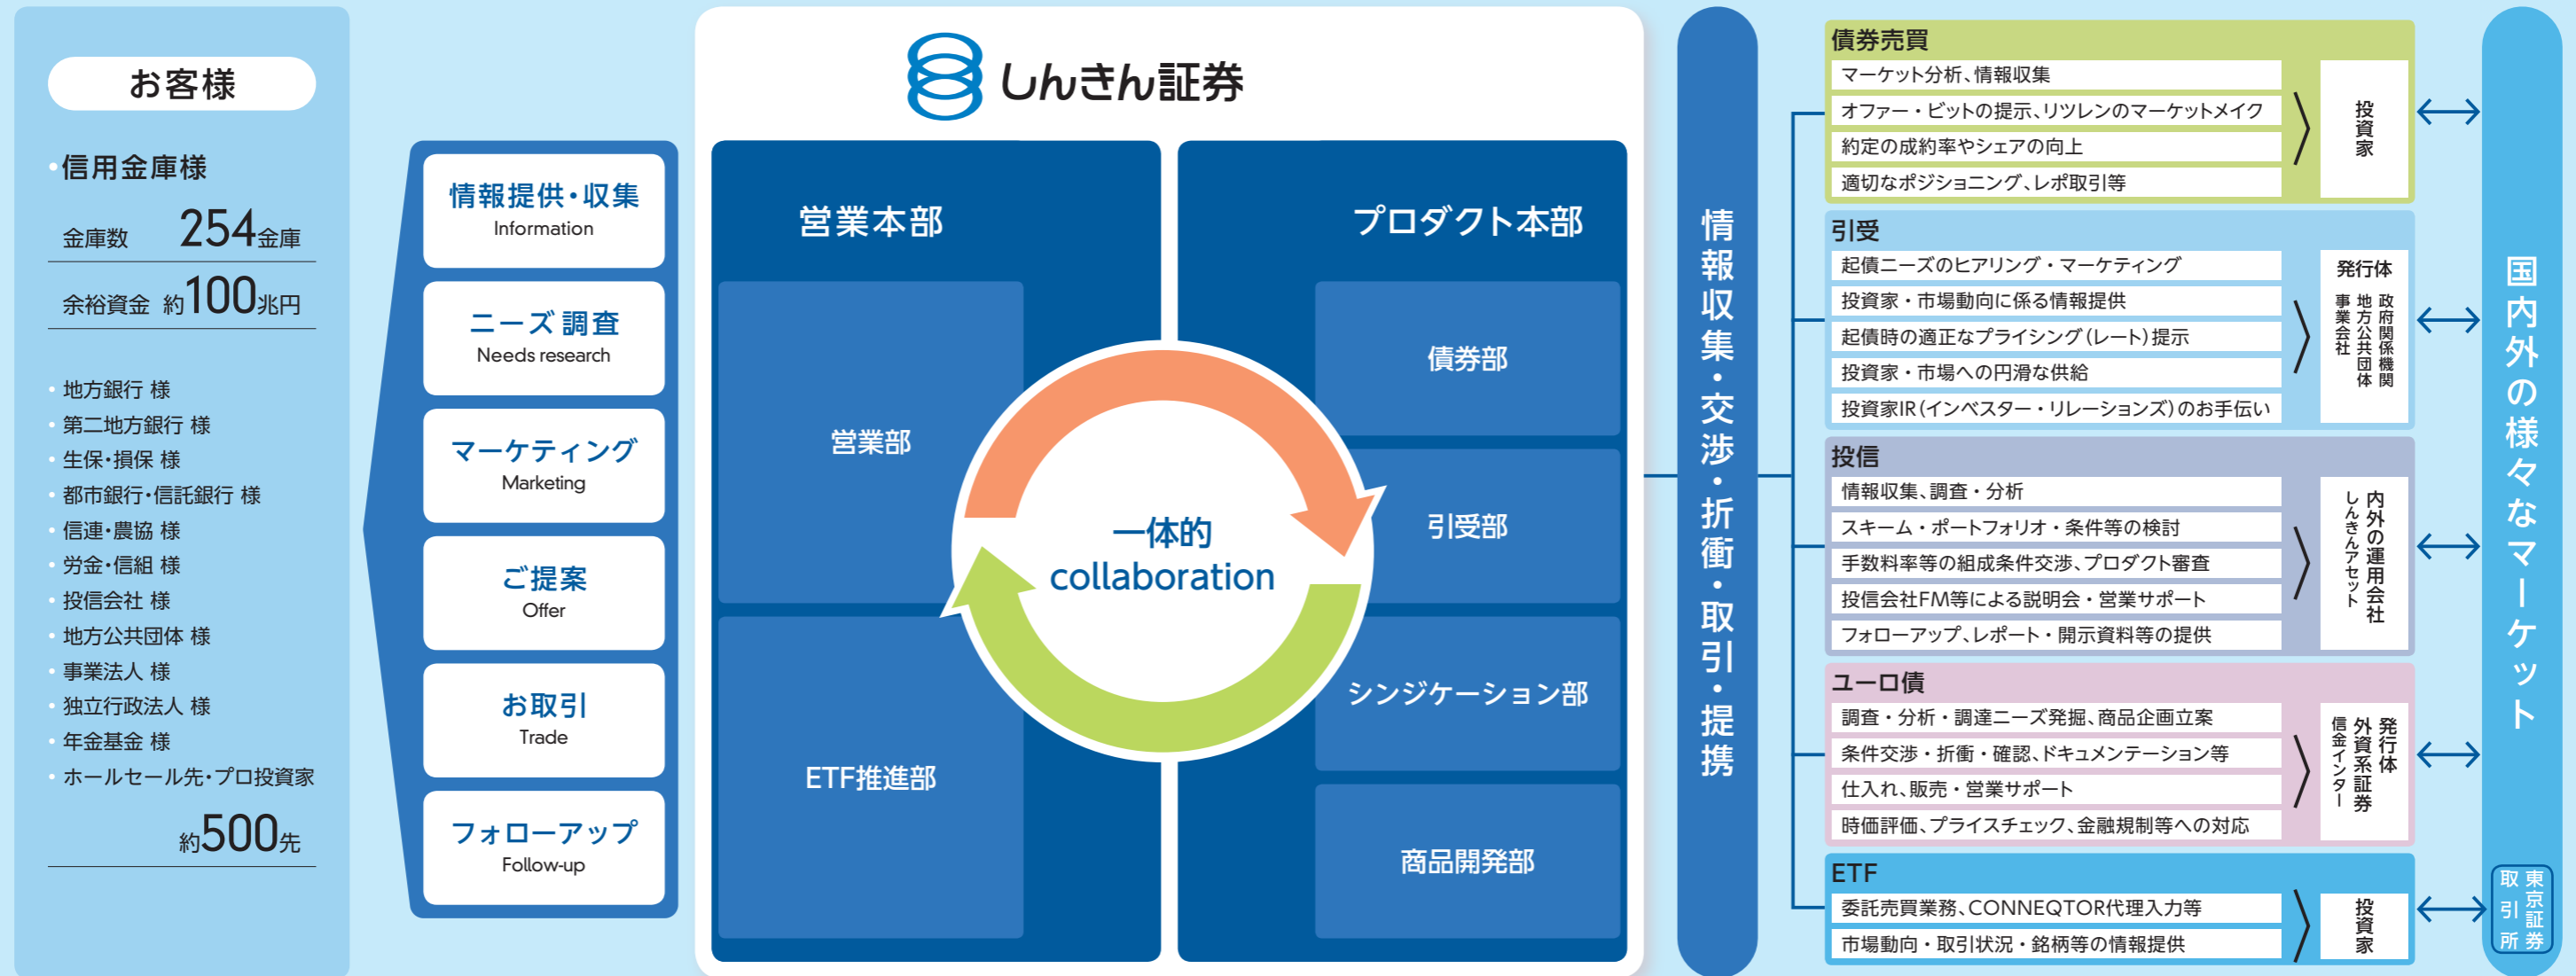 お客様
•信用金庫様
金庫数 254金庫
余裕資金 約100兆円
• 地方銀行 様
• 第二地方銀行 様
• 生保・損保 様
• 都市銀行・信託銀行 様
• 信連・農協 様
• 労金・信組 様
• 投信会社 様
• 地方公共団体 様
• 事業法人 様
• 独立行政法人 様
• 年金基金 様
• ホールセール先・プロ投資家
約500先
情報提供・収集
Information
ニーズ 調査
Needs research
マーケティング
Marketing
ご提案
Offer
お取引
Trade
フォローアップ
Follow-up
しんきん証券
営業本部
営業部
ETF推進部
一体的
collaboration
プロダクト本部
債券部
引受部
シンジケーション部
商品開発部
情報収集・交渉・折衝・取引・提携
債券売買
マーケット分析、情報収集
オファー・ビットの提示、リツレンのマーケットメイク
約定の成約率やシェアの向上
適切なポジショニング、レポ取引等
投資家
引受
起債ニーズのヒアリング・マーケティング
投資家・市場動向に係る情報提供
起債時の適正なプライシング（レート）提示
投資家・市場への円滑な供給
投資家IR（インベスター・リレーションズ）のお手伝い
発行体
政府関係機関
地方公共団体
事業会社
投信
情報収集、調査・分析
スキーム・ポートフォリオ・条件等の検討
手数料率等の組成条件交渉、プロダクト審査
投信会社FM等による説明会・営業サポート
フォローアップ、レポート・開示資料等の提供
内外の運用会社
しんきんアセット
ユーロ債
調査・分析・調達ニーズ発掘、商品企画立案
条件交渉・折衝・確認、ドキュメンテーション等
仕入れ、販売・営業サポート
時価評価、プライスチェック、金融規制等への対応
発行体
外資系証券
信金インター
ETF
委託売買業務、CONNEQTOR代理入力等
市場動向・取引状況・銘柄等の情報提供
投資家
国内外の様々なマーケット
東京証券
取引所